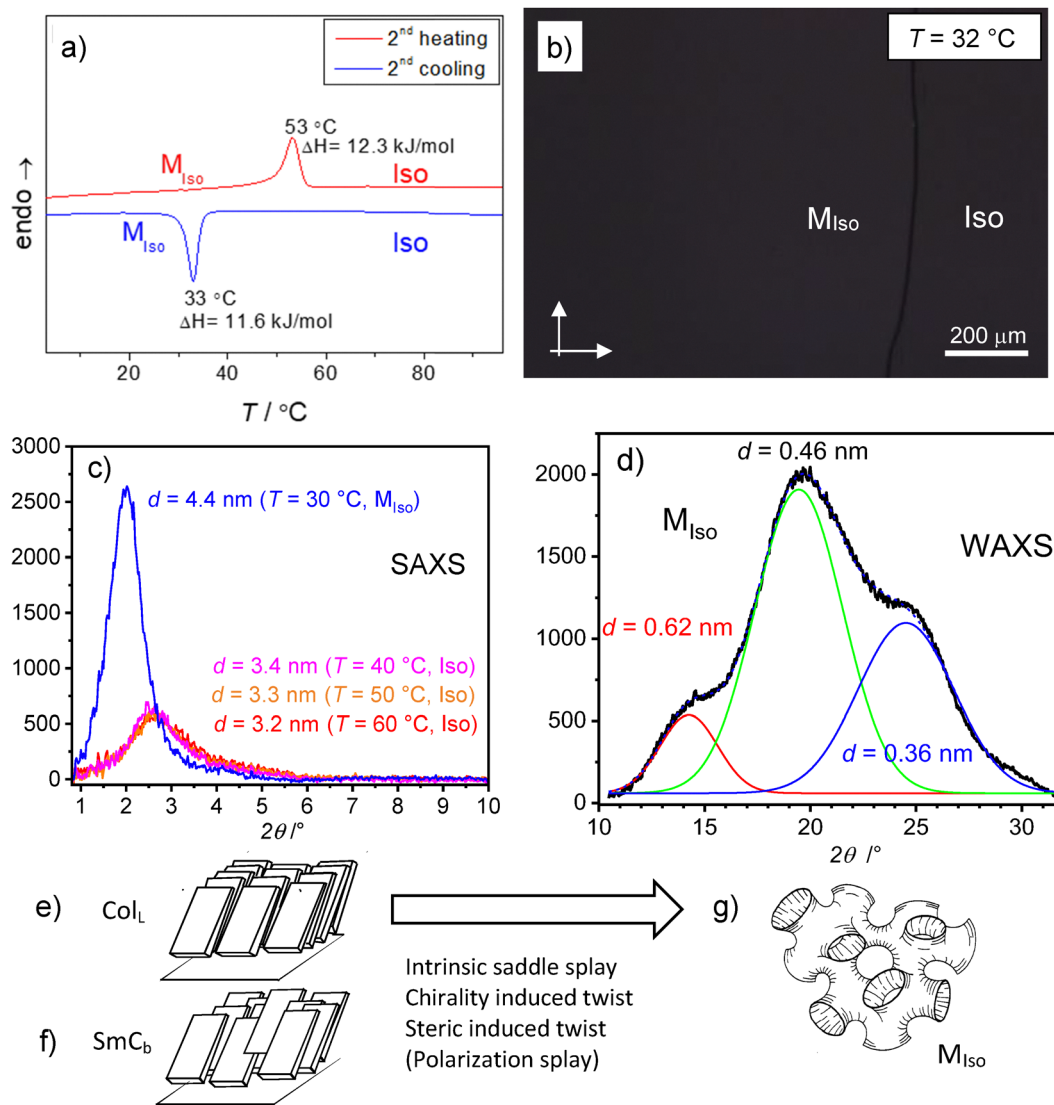 a)
2nd heating
2nd cooling
53 °C
ΔH= 12.3 kJ/mol
MIso
Iso
MIso
Iso
33 °C
ΔH= 11.6 kJ/mol
endo →
20
40
60
80
T / °C
b)
T = 32 °C
MIso
Iso
200 μm
c)
3000
2500
2000
1500
1000
500
0
d = 4.4 nm (T = 30 °C, MIso)
SAXS
d = 3.4 nm (T = 40 °C, Iso)
d = 3.3 nm (T = 50 °C, Iso)
d = 3.2 nm (T = 60 °C, Iso)
1 2 3 4 5 6 7 8 9 10
2θ /°
d)
d = 0.46 nm
2000
1500
1000
500
0
MIso
WAXS
d = 0.62 nm
d = 0.36 nm
10 15 20 25 30
2θ /°
e)
ColL
f)
SmCb
Intrinsic saddle splay
Chirality induced twist
Steric induced twist
(Polarization splay)
g)
MIso